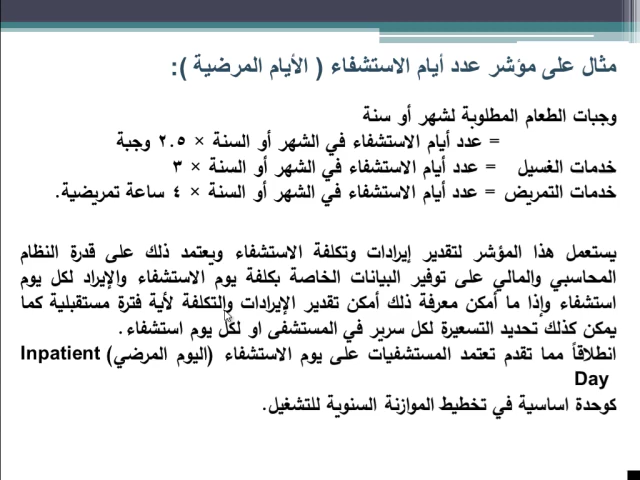 مثال على مؤشر عدد أيام الاستشفاء ( الأيام المرضية ):
وجبات الطعام المطلوبة لشهر أو سنة
= عدد أيام الاستشفاء في الشهر أو السنة × ٢.٥ وجبة
خدمات الغسيل = عدد أيام الاستشفاء في الشهر أو السنة × ٣
خدمات التمريض = عدد أيام الاستشفاء في الشهر أو السنة × ٤ ساعة تمريضية.
يستعمل هذا المؤشر لتقدير إيرادات وتكلفة الاستشفاء ويعتمد ذلك على قدرة النظام
المحاسبي والمالي على توفير البيانات الخاصة بكلفة يوم الاستشفاء والإيراد لكل يوم
استشفاء وإذا ما أمكن معرفة ذلك أمكن تقدير الإيرادات والتكلفة لأية فترة مستقبلية كما
يمكن كذلك تحديد التسعيرة لكل سرير في المستشفى او لكل يوم استشفاء.
انطلاقاً مما تقدم تعتمد المستشفيات على يوم الاستشفاء (اليوم المرضي) Inpatient
Day
كوحدة اساسية في تخطيط الموازنة السنوية للتشغيل.